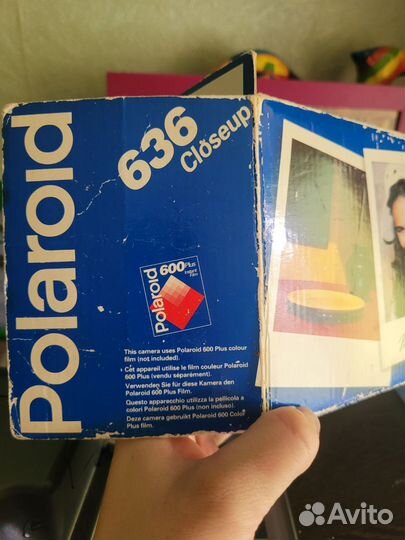 Polaroid
636
Closeup
Polaroid
600 Plus
Instant
Film
This camera uses Polaroid 600 Plus colour
film (not included).
Cet appareil utilise le film couleur Polaroid
600 Plus (vendu séparément).
Verwenden Sie für diese Kamera den
Polaroid 600 Plus Film.
Questo apparecchio utilizza la pellicola a
colori Polaroid 600 Plus (non incluso).
Deze camera gebruikt Polaroid 600 Color
Plus film.
Avito